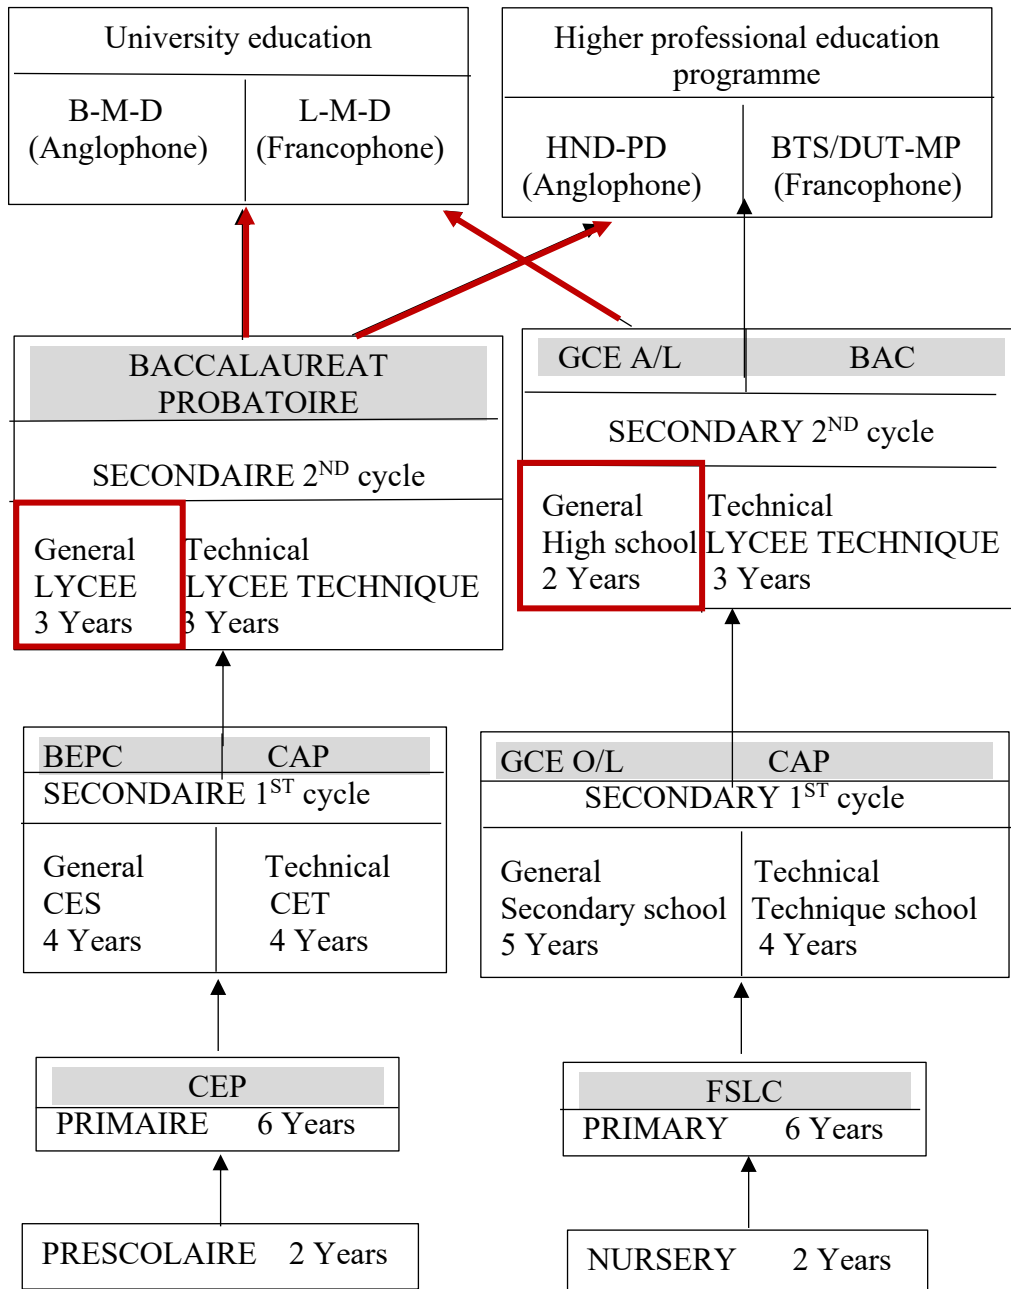 University education
B-M-D
(Anglophone)
L-M-D
(Francophone)
Higher professional education
programme
HND-PD
(Anglophone)
BTS/DUT-MP
(Francophone)
BACCALAUREAT
PROBATOIRE
SECONDAIRE 2ND cycle
General
LYCEE
3 Years
Technical
LYCEE TECHNIQUE
3 Years
GCE A/L
BAC
SECONDARY 2ND cycle
General
High school
2 Years
Technical
LYCEE TECHNIQUE
3 Years
BEPC
CAP
SECONDAIRE 1ST cycle
General
CES
4 Years
Technical
CET
4 Years
GCE O/L
CAP
SECONDARY 1ST cycle
General
Secondary school
5 Years
Technical
Technique school
4 Years
CEP
PRIMAIRE 6 Years
FSLC
PRIMARY 6 Years
PRESCOLAIRE 2 Years
NURSERY 2 Years